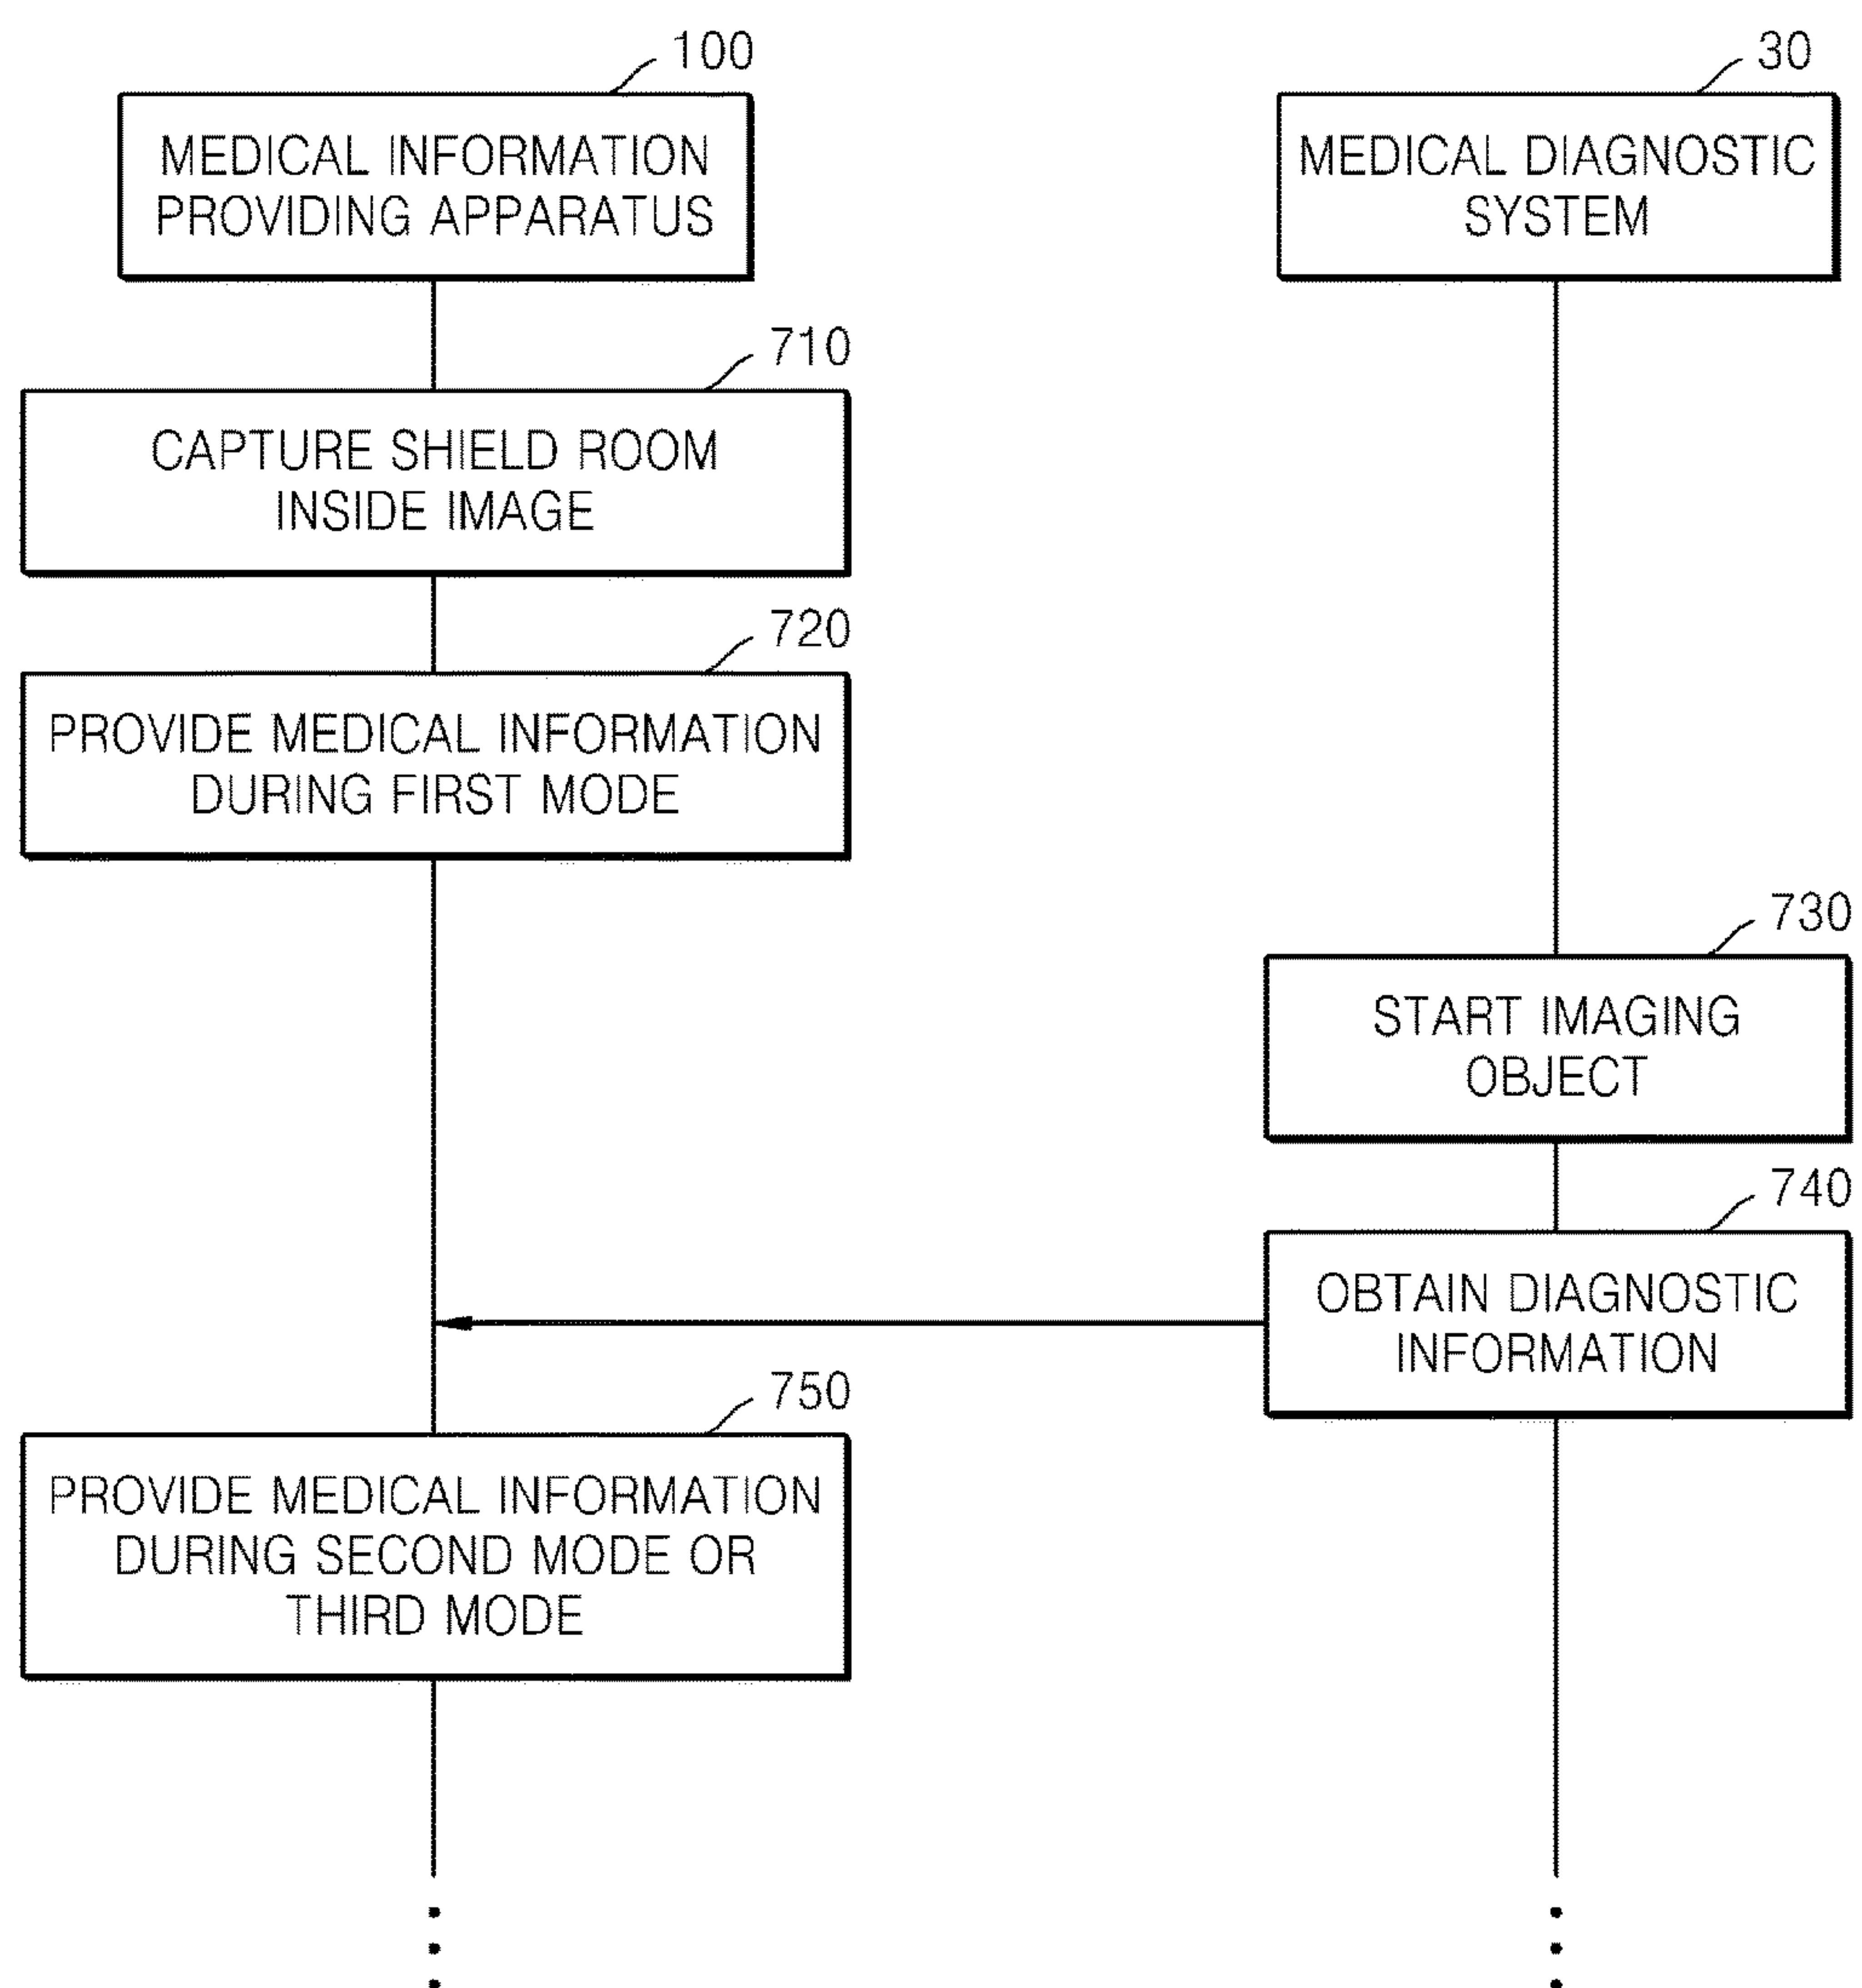 100
MEDICAL INFORMATION
PROVIDING APPARATUS
30
MEDICAL DIAGNOSTIC
SYSTEM
710
CAPTURE SHIELD ROOM
INSIDE IMAGE
720
PROVIDE MEDICAL INFORMATION
DURING FIRST MODE
730
START IMAGING
OBJECT
740
OBTAIN DIAGNOSTIC
INFORMATION
750
PROVIDE MEDICAL INFORMATION
DURING SECOND MODE OR
THIRD MODE